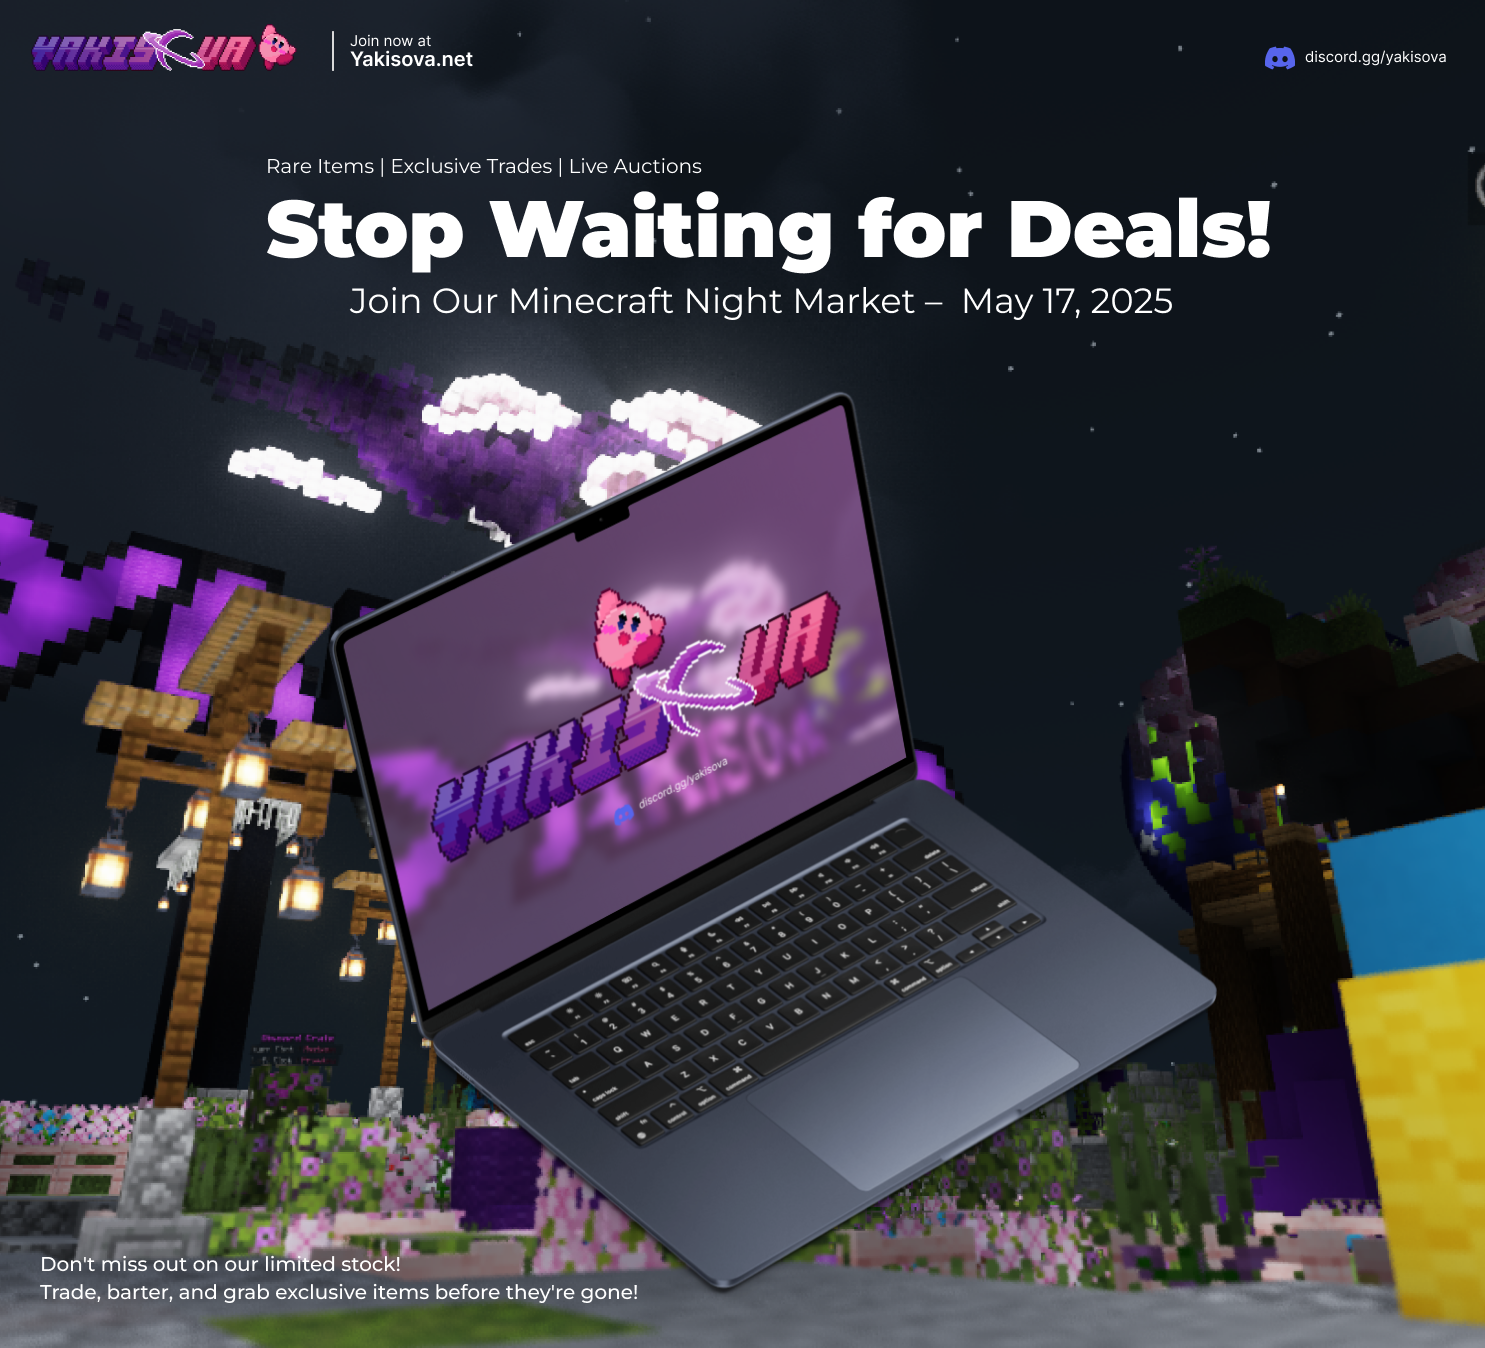 YAKISOVA
Join now at
Yakisova.net
discord.gg/yakisova
Rare Items | Exclusive Trades | Live Auctions
Stop Waiting for Deals!
Join Our Minecraft Night Market – May 17, 2025
YAKISOVA
discord.gg/yakisova
Don't miss out on our limited stock!
Trade, barter, and grab exclusive items before they're gone!